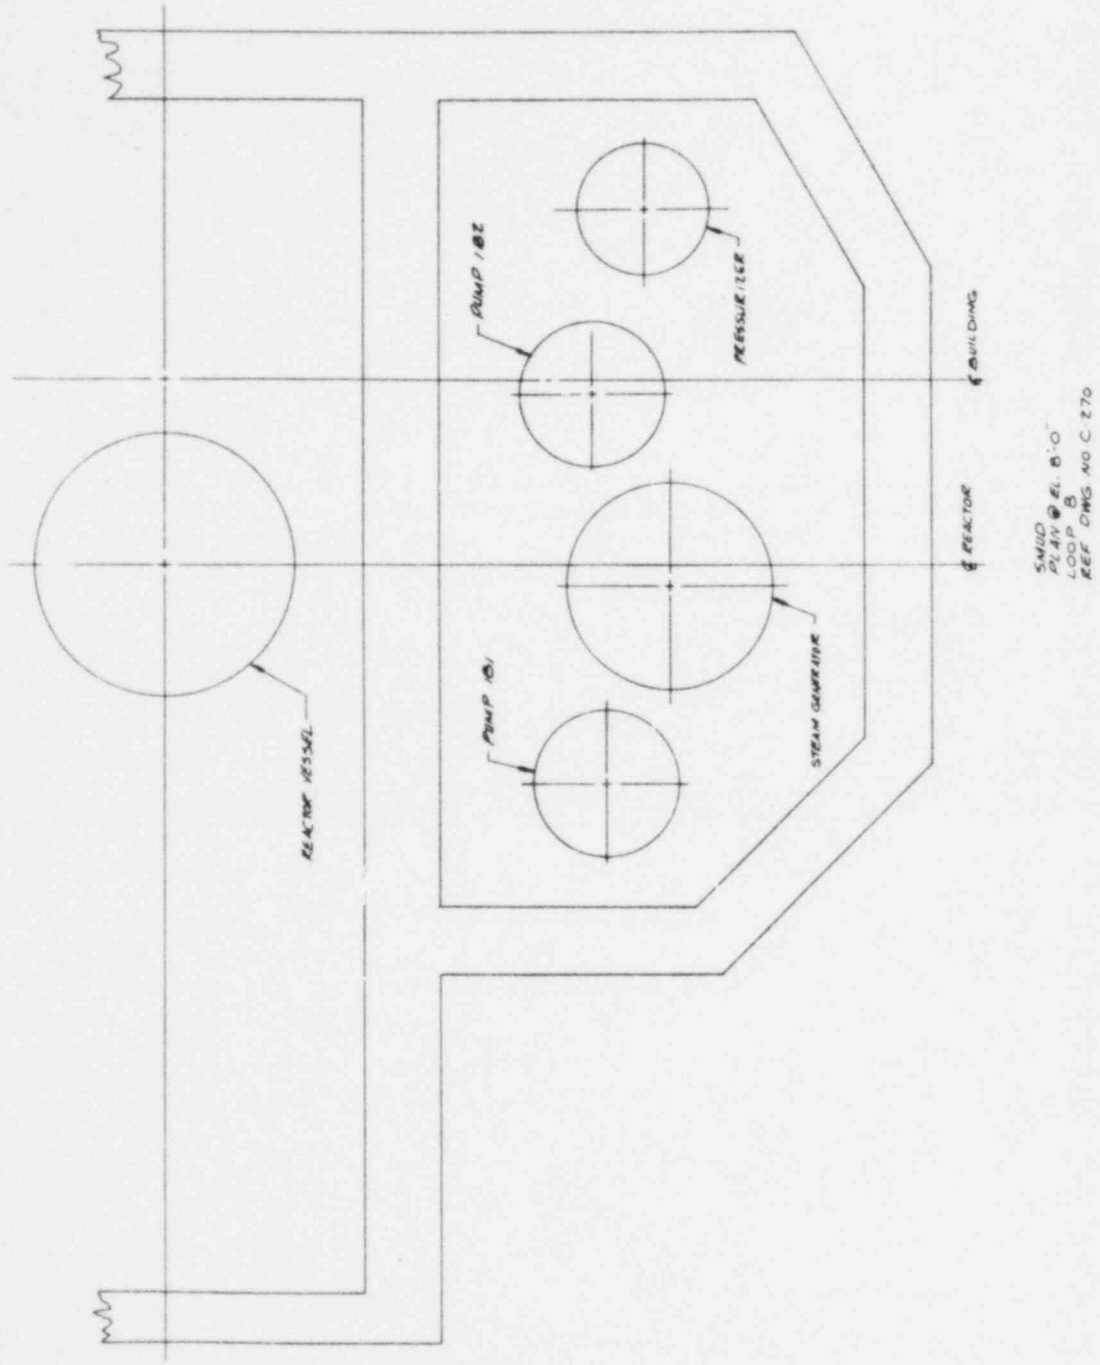 REACTOR VESSEL
PUMP 1B1
PUMP 1B2
STEAM GENERATOR
PRESSURIZER
℄ REACTOR
℄ BUILDING
SMUD
PLAN @ EL. 8'-0"
LOOP B
REF DWG NO C-270